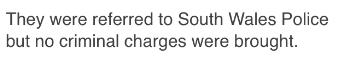 They were referred to South Wales Police
but no criminal charges were brought.